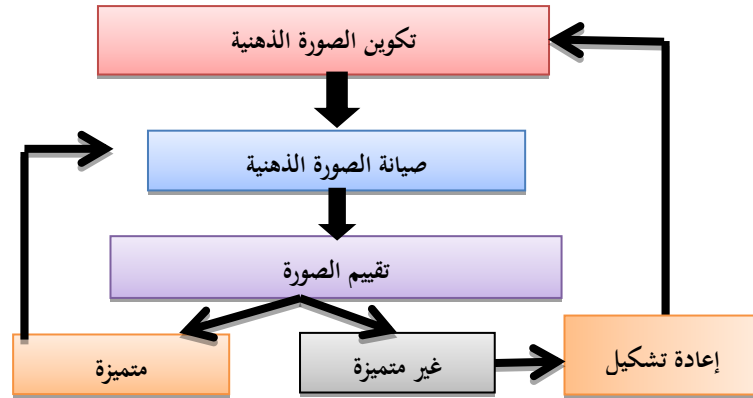 تكوين الصورة الذهنية
صيانة الصورة الذهنية
تقييم الصورة
إعادة تشكيل
غير متميزة
متميزة